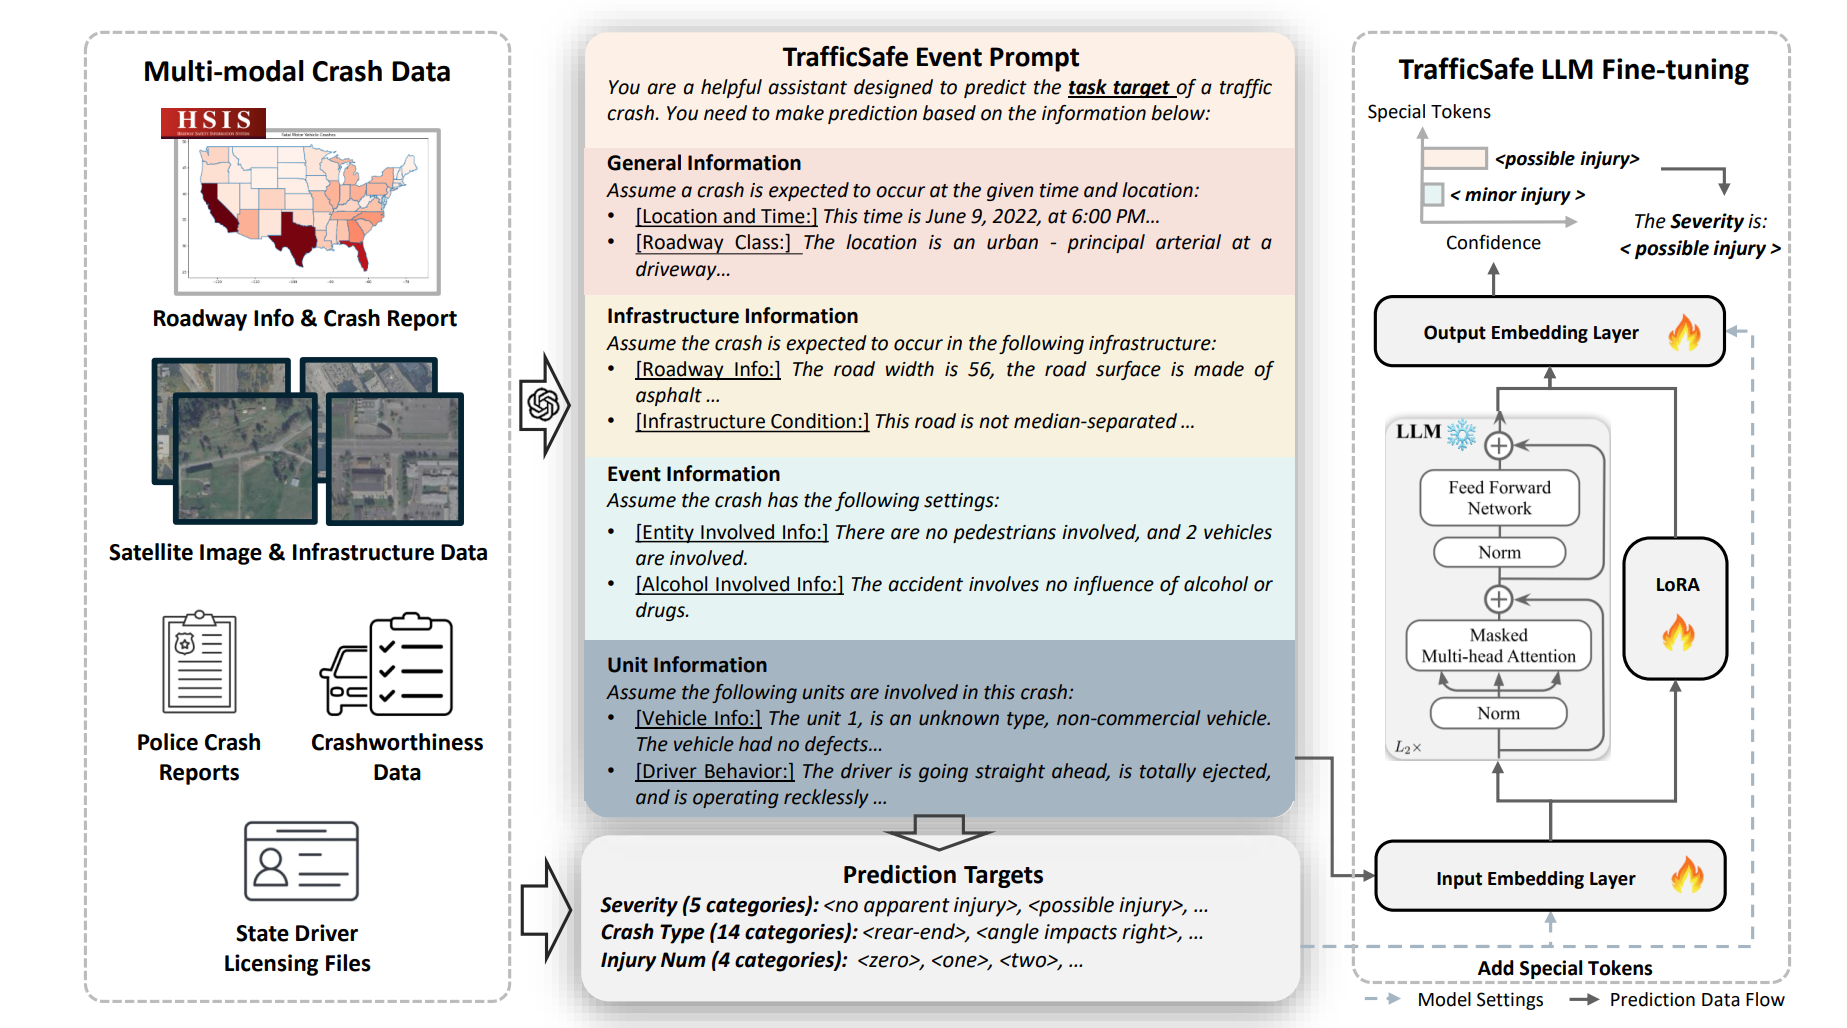 Multi-modal Crash Data
HSIS
Total Motor Vehicle Crashes
Roadway Info & Crash Report
Satellite Image & Infrastructure Data
Police Crash
Reports
Crashworthiness
Data
State Driver
Licensing Files
TrafficSafe Event Prompt
You are a helpful assistant designed to predict the task target of a traffic
crash. You need to make prediction based on the information below:
General Information
Assume a crash is expected to occur at the given time and location:
• [Location and Time:] This time is June 9, 2022, at 6:00 PM...
• [Roadway Class:] The location is an urban - principal arterial at a
driveway...
Infrastructure Information
Assume the crash is expected to occur in the following infrastructure:
• [Roadway Info:] The road width is 56, the road surface is made of
asphalt ...
• [Infrastructure Condition:] This road is not median-separated ...
Event Information
Assume the crash has the following settings:
• [Entity Involved Info:] There are no pedestrians involved, and 2 vehicles
are involved.
• [Alcohol Involved Info:] The accident involves no influence of alcohol or
drugs.
Unit Information
Assume the following units are involved in this crash:
• [Vehicle Info:] The unit 1, is an unknown type, non-commercial vehicle.
The vehicle had no defects...
• [Driver Behavior:] The driver is going straight ahead, is totally ejected,
and is operating recklessly ...
Prediction Targets
Severity (5 categories): <no apparent injury>, <possible injury>, ...
Crash Type (14 categories): <rear-end>, <angle impacts right>, ...
Injury Num (4 categories): <zero>, <one>, <two>, ...
TrafficSafe LLM Fine-tuning
Special Tokens
<possible injury>
< minor injury >
Confidence
The Severity is:
< possible injury >
Output Embedding Layer
LLM
Feed Forward
Network
Norm
Masked
Multi-head Attention
Norm
L₂×
LoRA
Input Embedding Layer
Add Special Tokens
Model Settings
Prediction Data Flow